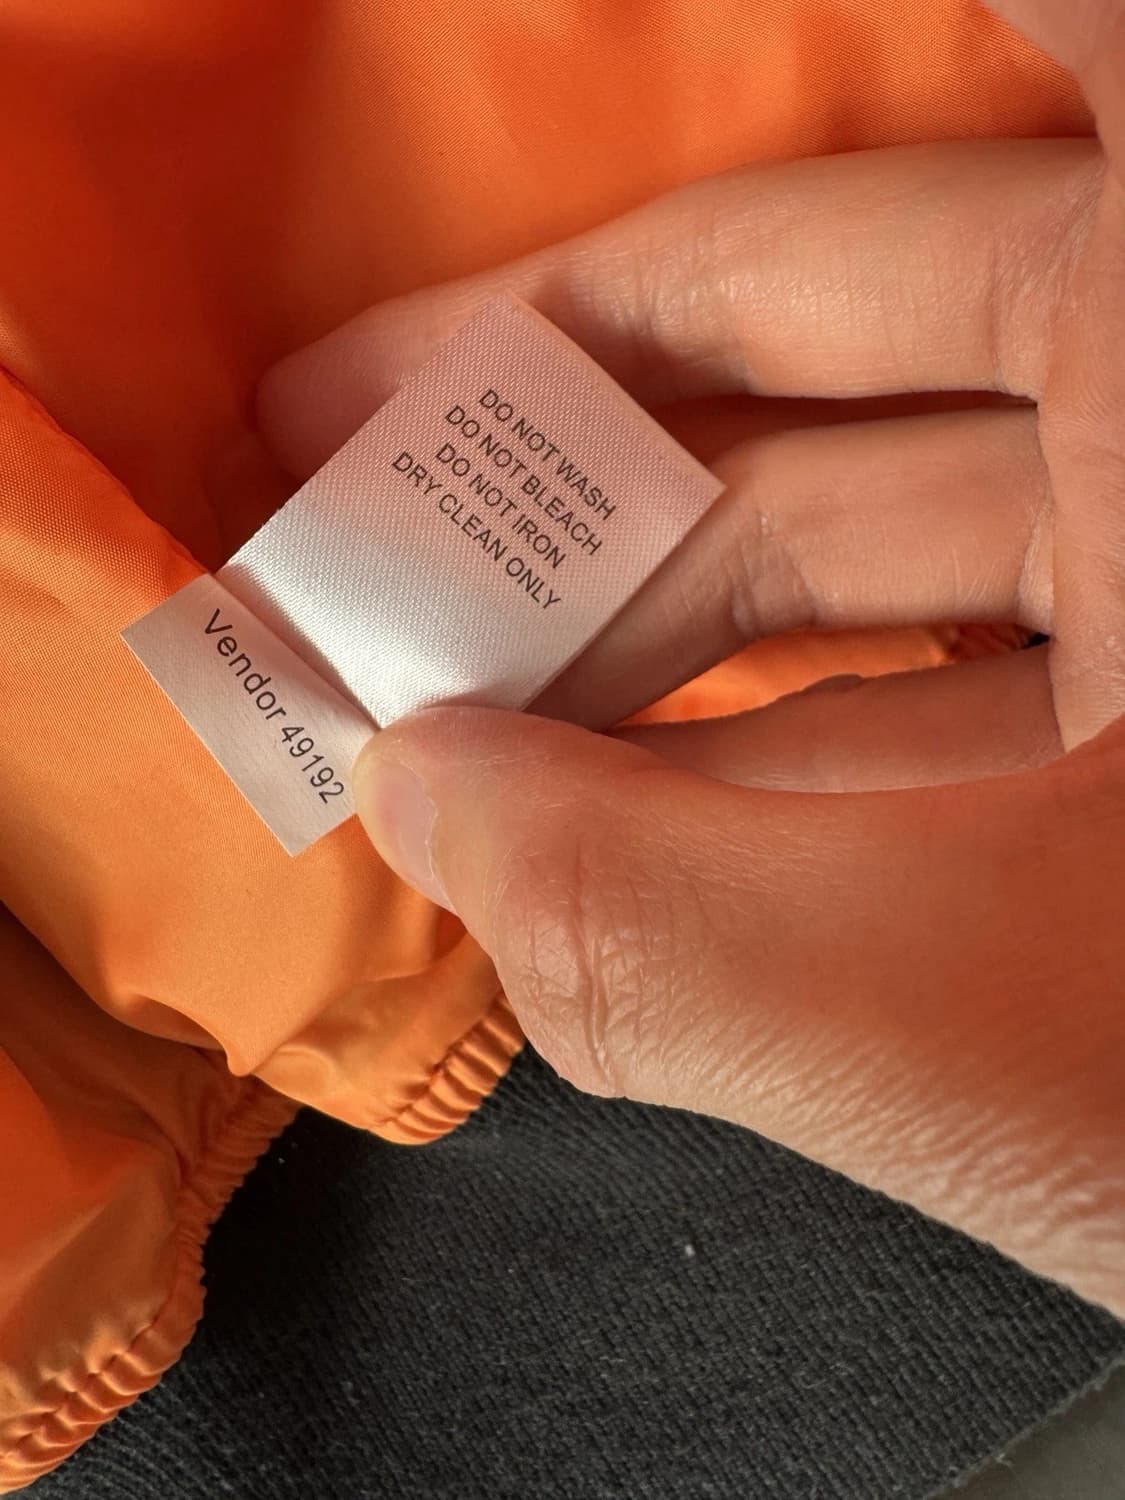 DO NOT WASH
DO NOT BLEACH
DO NOT IRON
DRY CLEAN ONLY
Vendor 49192